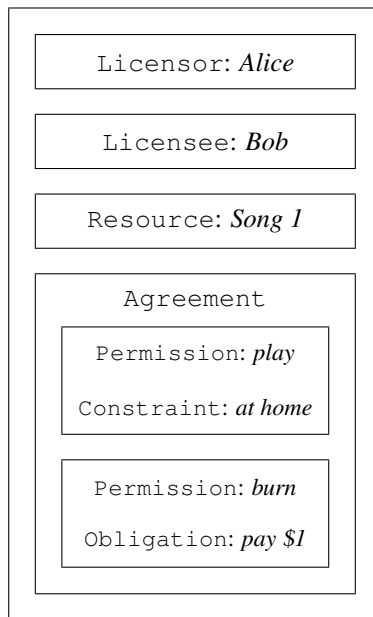 Licensor: Alice
Licensee: Bob
Resource: Song 1
Agreement
Permission: play
Constraint: at home
Permission: burn
Obligation: pay $1